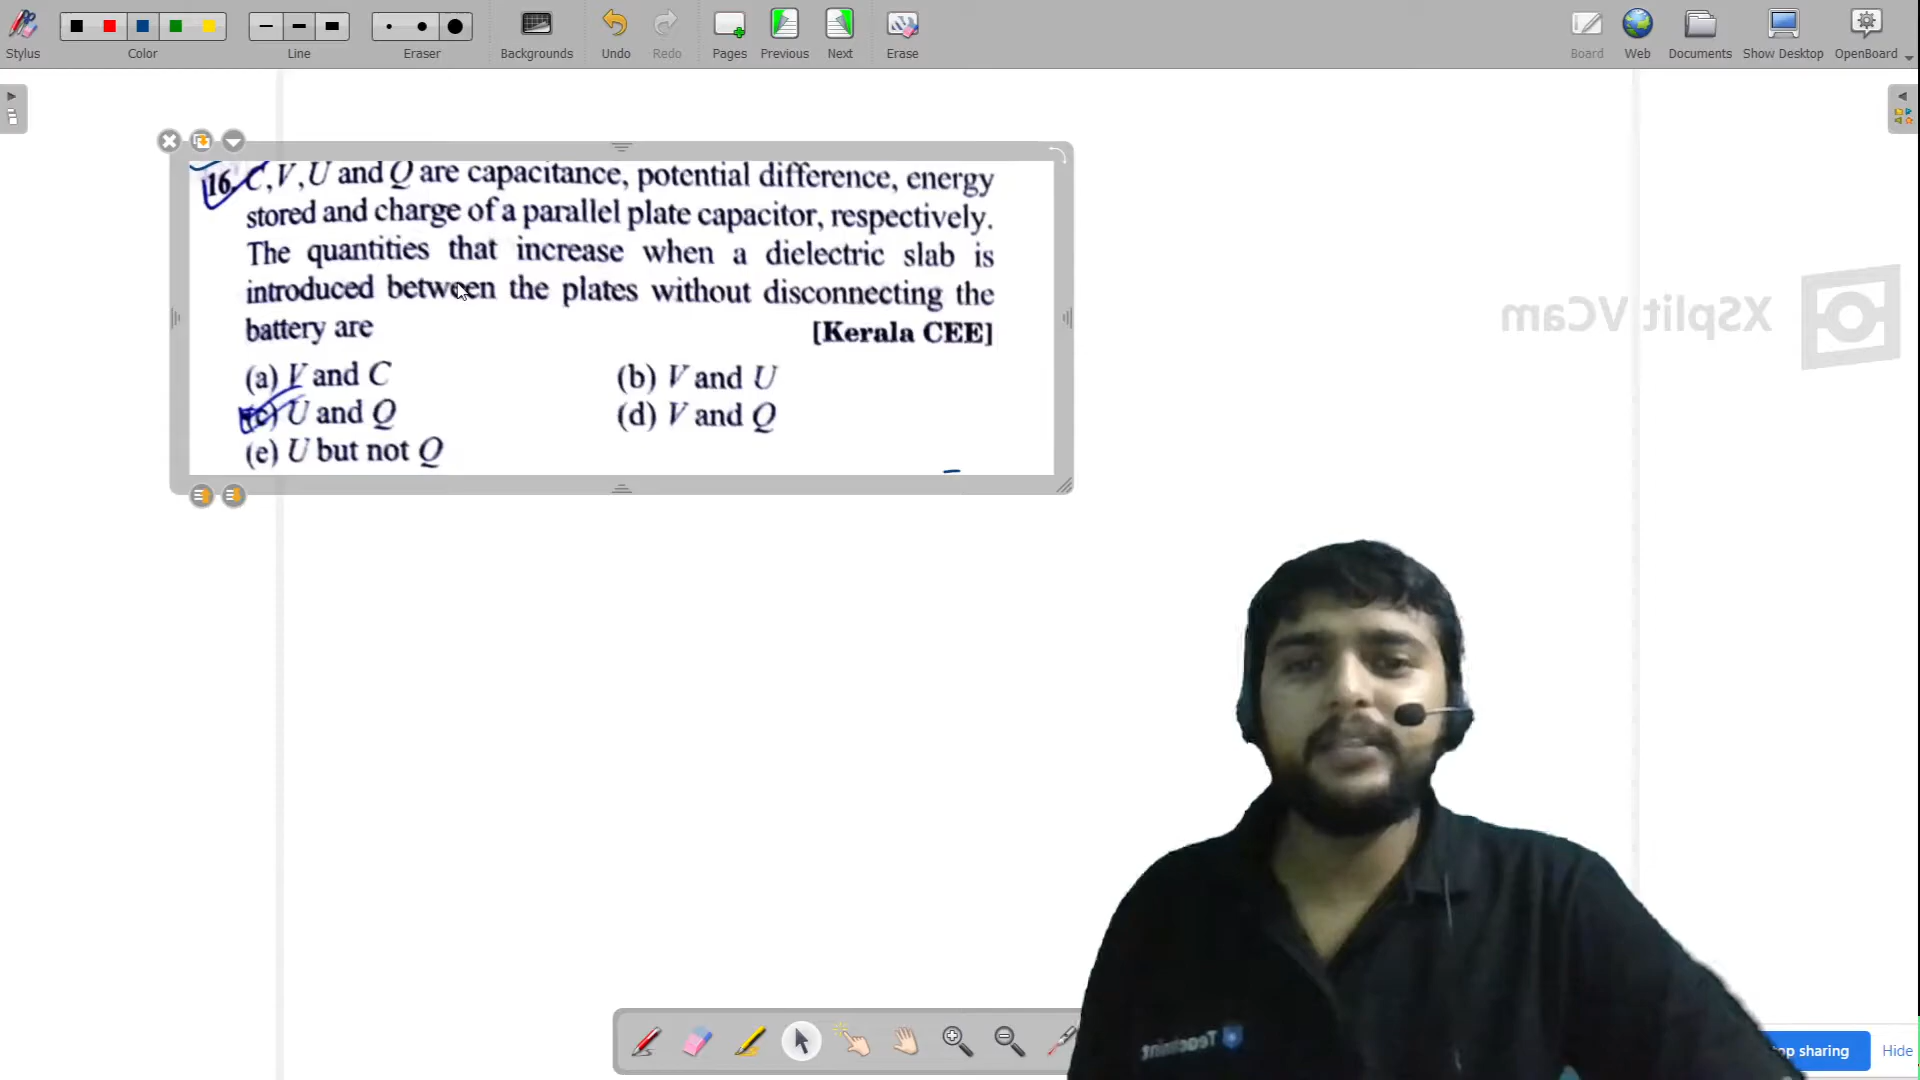 Stylus Color Line Eraser Backgrounds Undo Redo Pages Previous Next Erase Board Web Documents Show Desktop OpenBoard
16. C, V, U and Q are capacitance, potential difference, energy
stored and charge of a parallel plate capacitor, respectively.
The quantities that increase when a dielectric slab is
introduced between the plates without disconnecting the
battery are [Kerala CEE]
(a) V and C (b) V and U
(c) U and Q (d) V and Q
(e) U but not Q
XSplit VCam
Teachmint
op sharing Hide